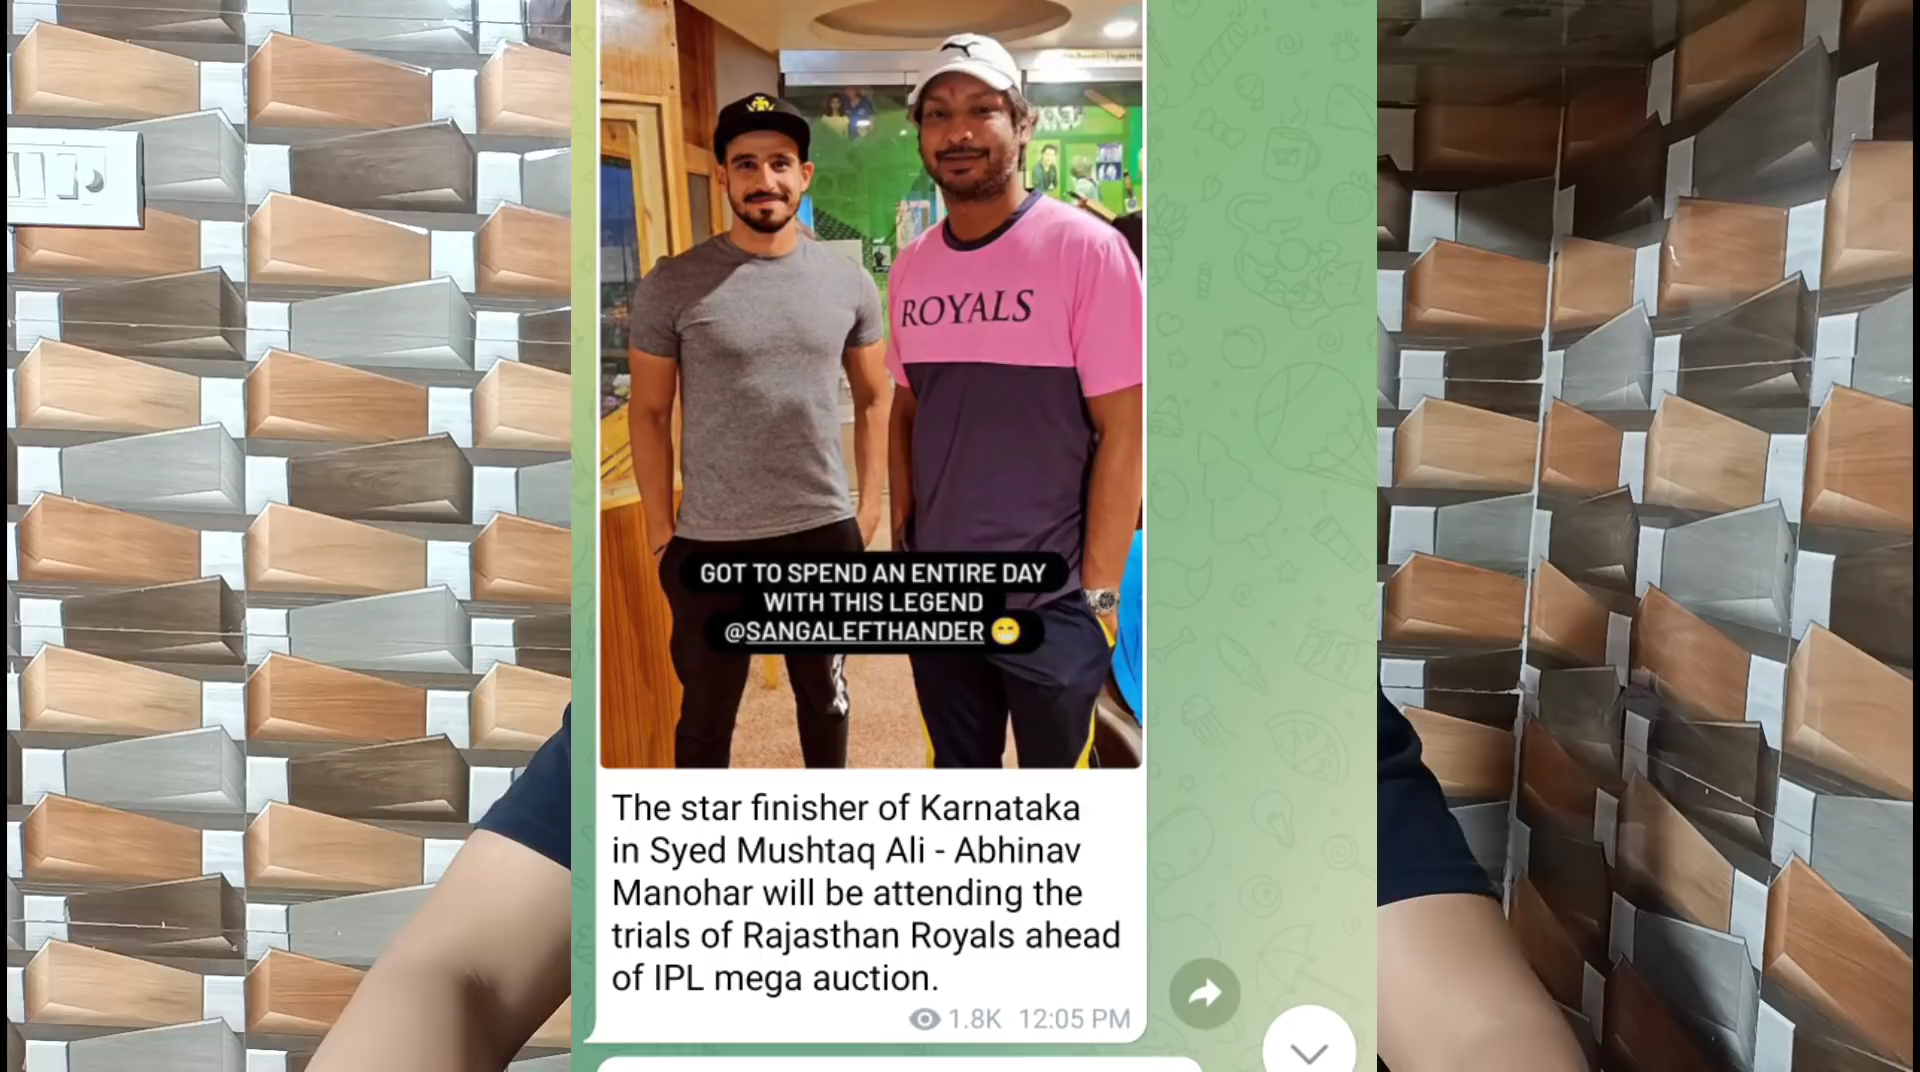 ROYALS
GOT TO SPEND AN ENTIRE DAY
WITH THIS LEGEND
@SANGALEFTHANDER 😁
The star finisher of Karnataka
in Syed Mushtaq Ali - Abhinav
Manohar will be attending the
trials of Rajasthan Royals ahead
of IPL mega auction.
1.8K 12:05 PM